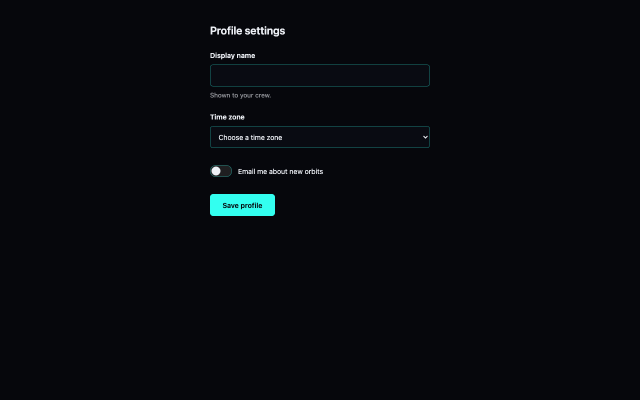 Profile settings
Display name
Shown to your crew.
Time zone
Choose a time zone
Email me about new orbits
Save profile